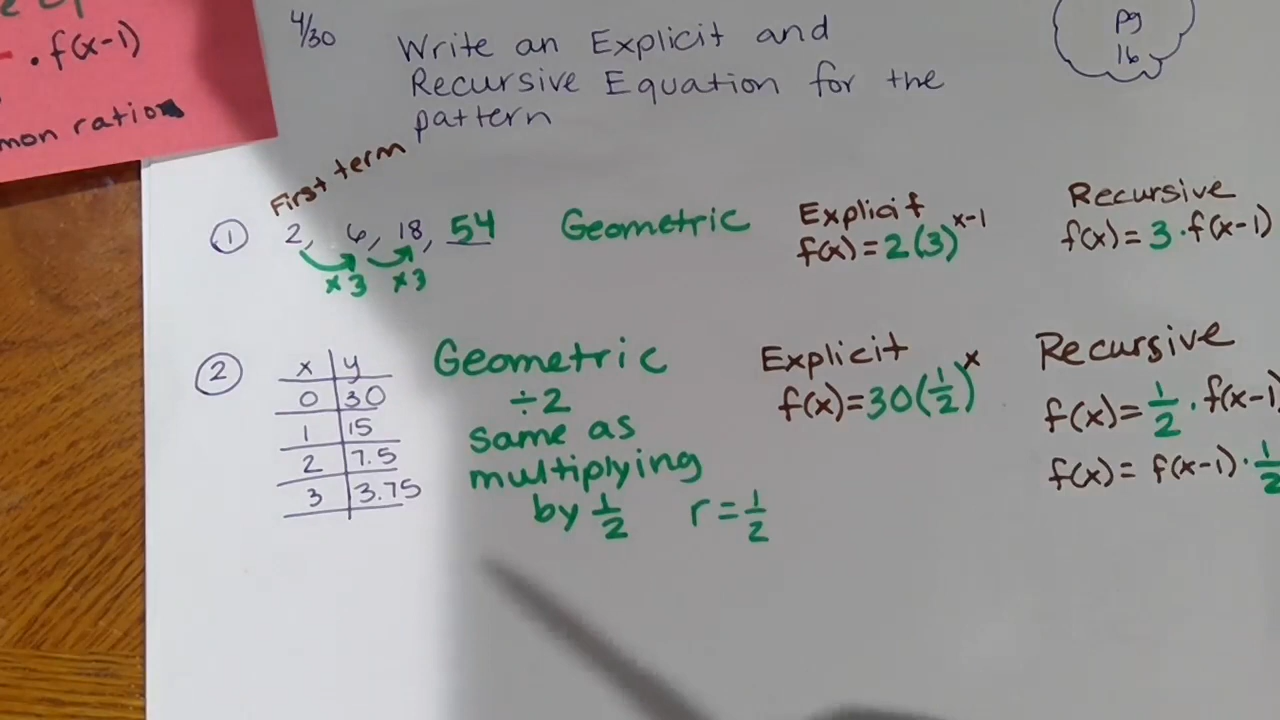 · f(x-1)
mon ratio
4/30
Write an Explicit and
Recursive Equation for the
pattern
pg
16
First term
① 2, 6, 18, 54
×3 ×3
Geometric
Explicit
f(x)=2(3)^x-1
Recursive
f(x)=3·f(x-1)
②
x y
0 30
1 15
2 7.5
3 3.75
Geometric
÷2
same as
multiplying
by 1/2 r=1/2
Explicit
f(x)=30(1/2)^x
Recursive
f(x)=1/2·f(x-1)
f(x)=f(x-1)·1/2